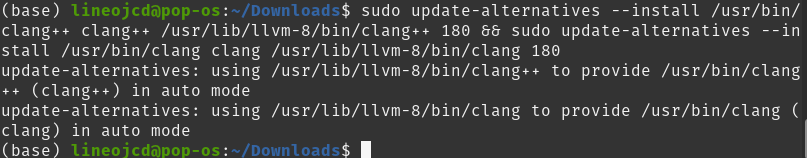 (base) lineojcd@pop-os:~/Downloads$ sudo update-alternatives --install /usr/bin/
clang++ clang++ /usr/lib/llvm-8/bin/clang++ 180 && sudo update-alternatives --in
stall /usr/bin/clang clang /usr/lib/llvm-8/bin/clang 180
update-alternatives: using /usr/lib/llvm-8/bin/clang++ to provide /usr/bin/clang
++ (clang++) in auto mode
update-alternatives: using /usr/lib/llvm-8/bin/clang to provide /usr/bin/clang (
clang) in auto mode
(base) lineojcd@pop-os:~/Downloads$